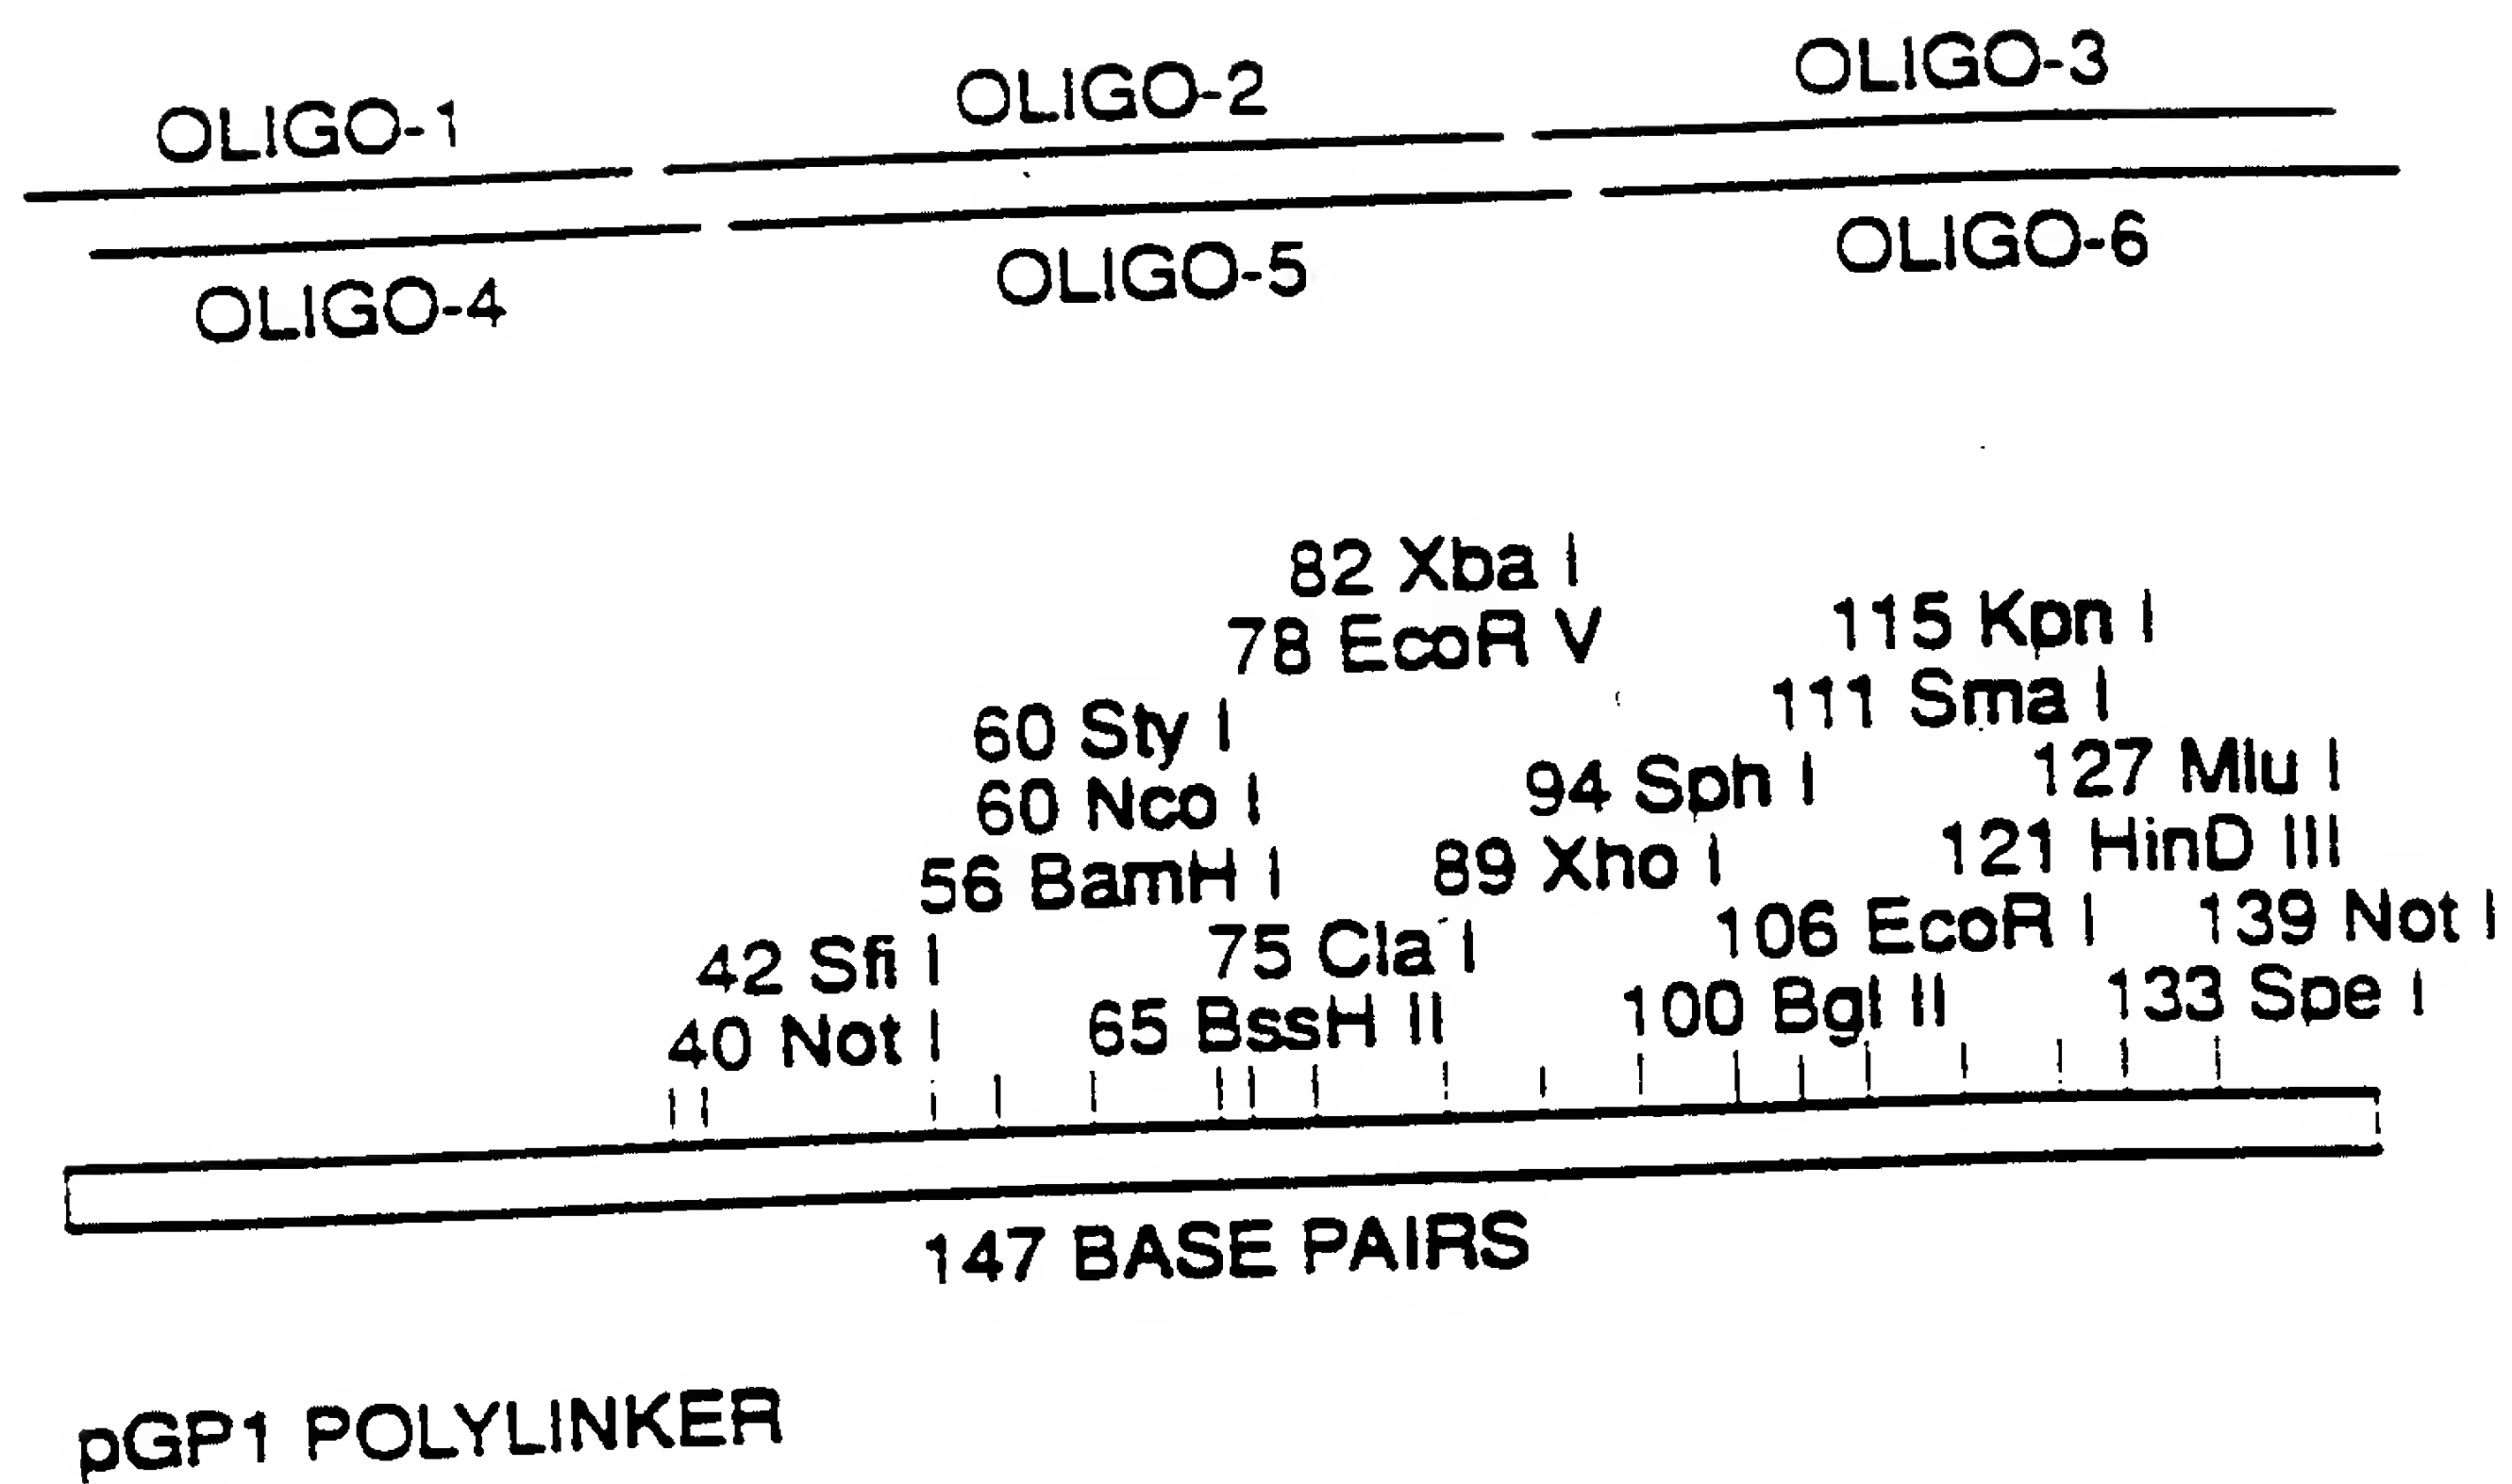 OLIGO-1
OLIGO-2
OLIGO-3
OLIGO-4
OLIGO-5
OLIGO-6
82 Xba I
78 EcoR V
115 Kpn I
111 Sma I
60 Sty I
60 Nco I
94 Sph I
127 Mlu I
56 BamH I
89 Xho I
121 HinD III
42 Sfi I
75 Cla I
106 EcoR I
139 Not I
40 Not I
65 BssH II
100 Bgl II
133 Spe I
147 BASE PAIRS
pGP1 POLYLINKER